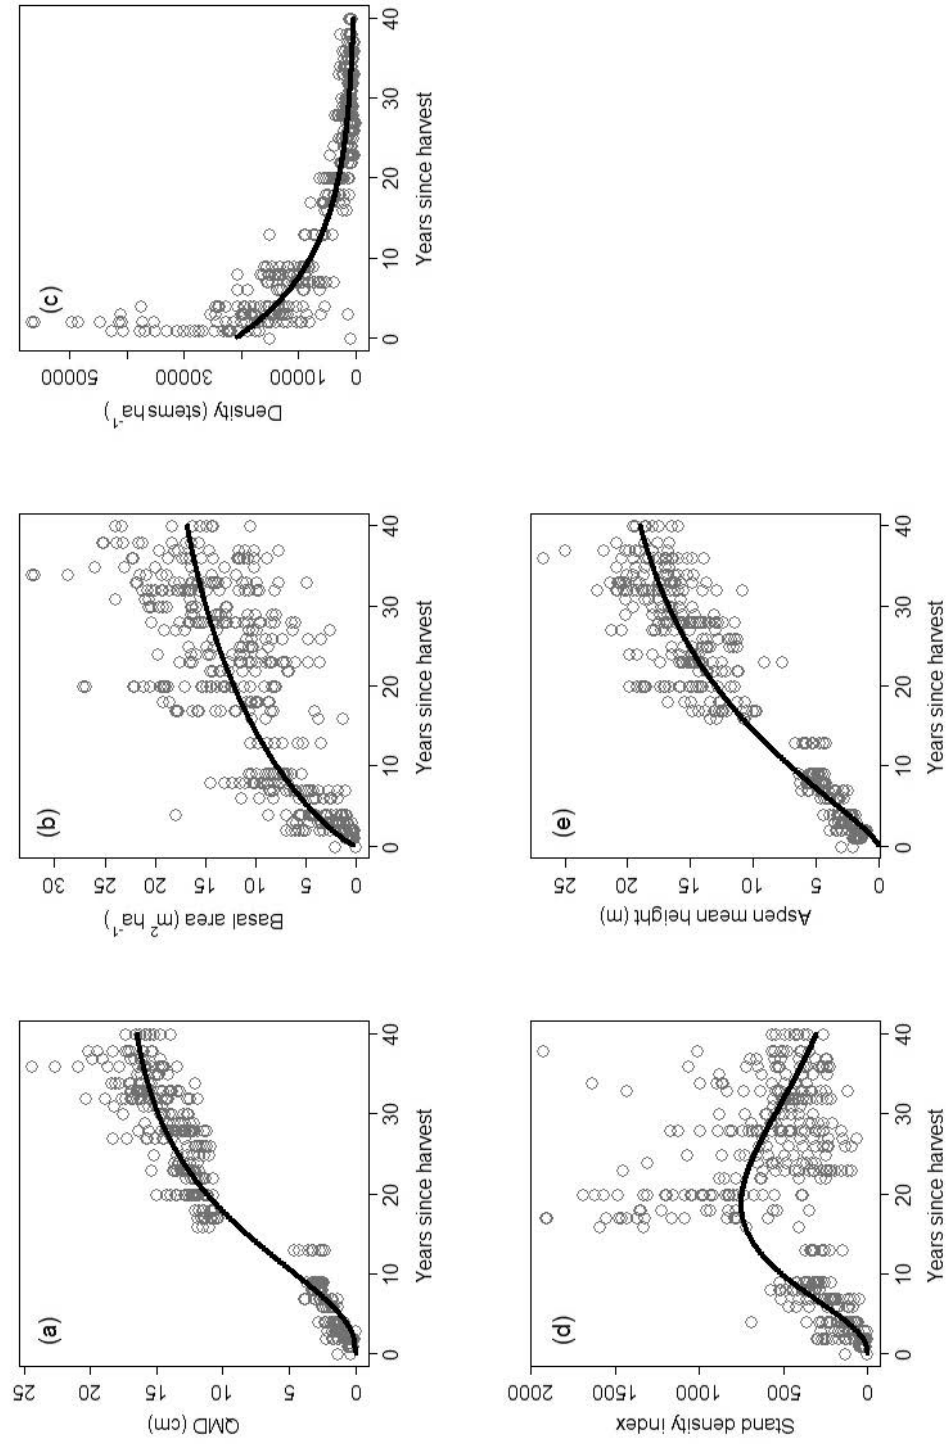 (a)
25
20
15
10
5
0
QMD (cm)
0 10 20 30 40
Years since harvest
(b)
30
25
20
15
10
5
0
Basal area (m² ha⁻¹)
0 10 20 30 40
Years since harvest
(c)
50000
30000
10000
0
Density (stems ha⁻¹)
0 10 20 30 40
Years since harvest
(d)
2000
1500
1000
500
0
Stand density index
0 10 20 30 40
Years since harvest
(e)
25
20
15
10
5
0
Aspen mean height (m)
0 10 20 30 40
Years since harvest